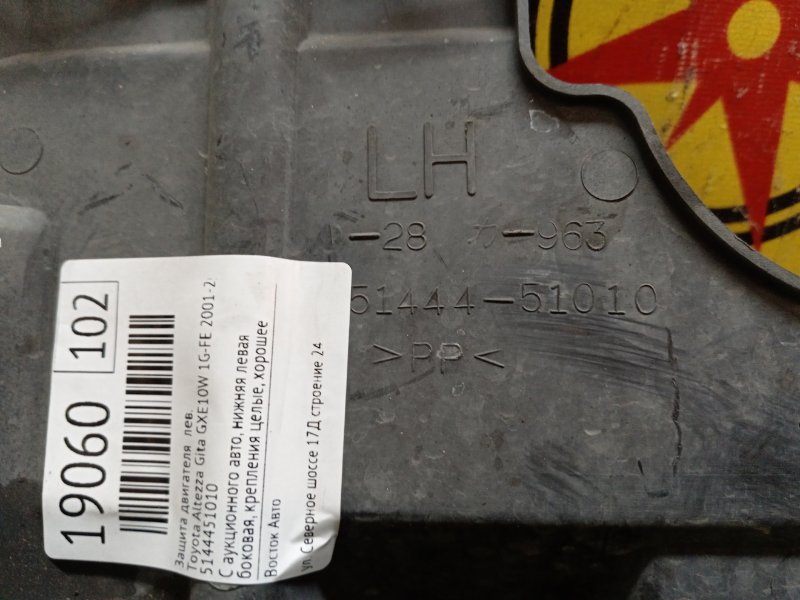 LH
-28 カ-963
51444-51010
>PP<
19060 102
Защита двигателя лев.
Toyota Altezza Gita GXE10W 1G-FE 2001-2
5144451010
С аукционного авто, нижняя левая
боковая, крепления целые, хорошее
Восток Авто
ул. Северное шоссе 17Д строение 24